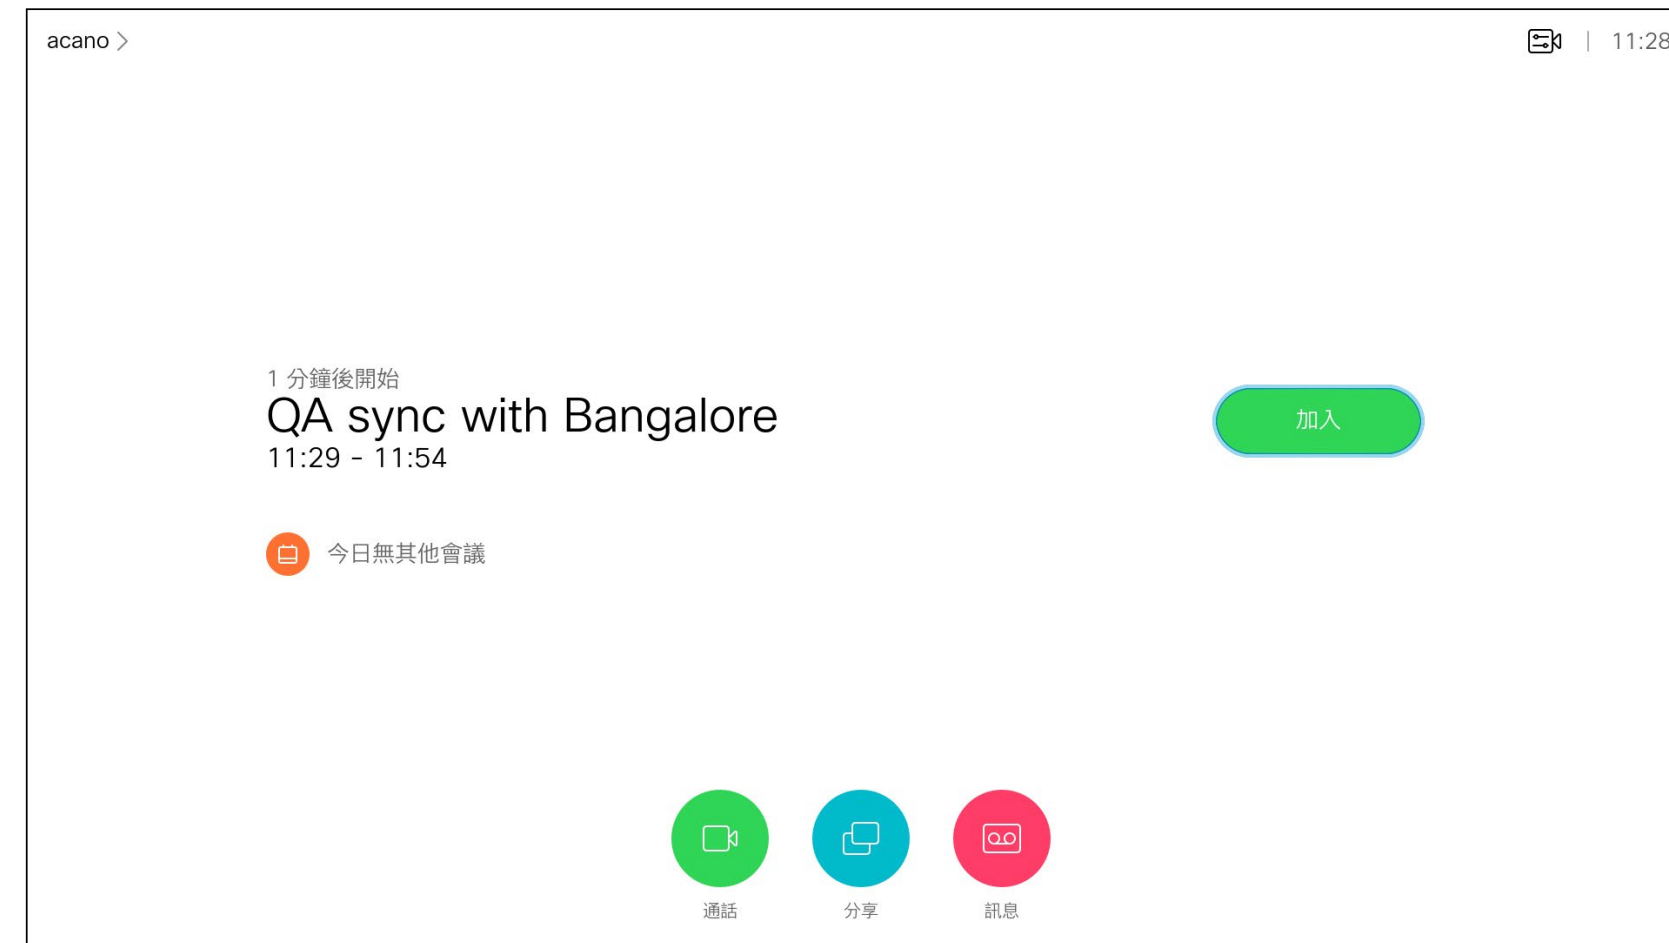 acano
11:28
1 分鐘後開始
QA sync with Bangalore
11:29 - 11:54
加入
今日無其他會議
通話
分享
訊息